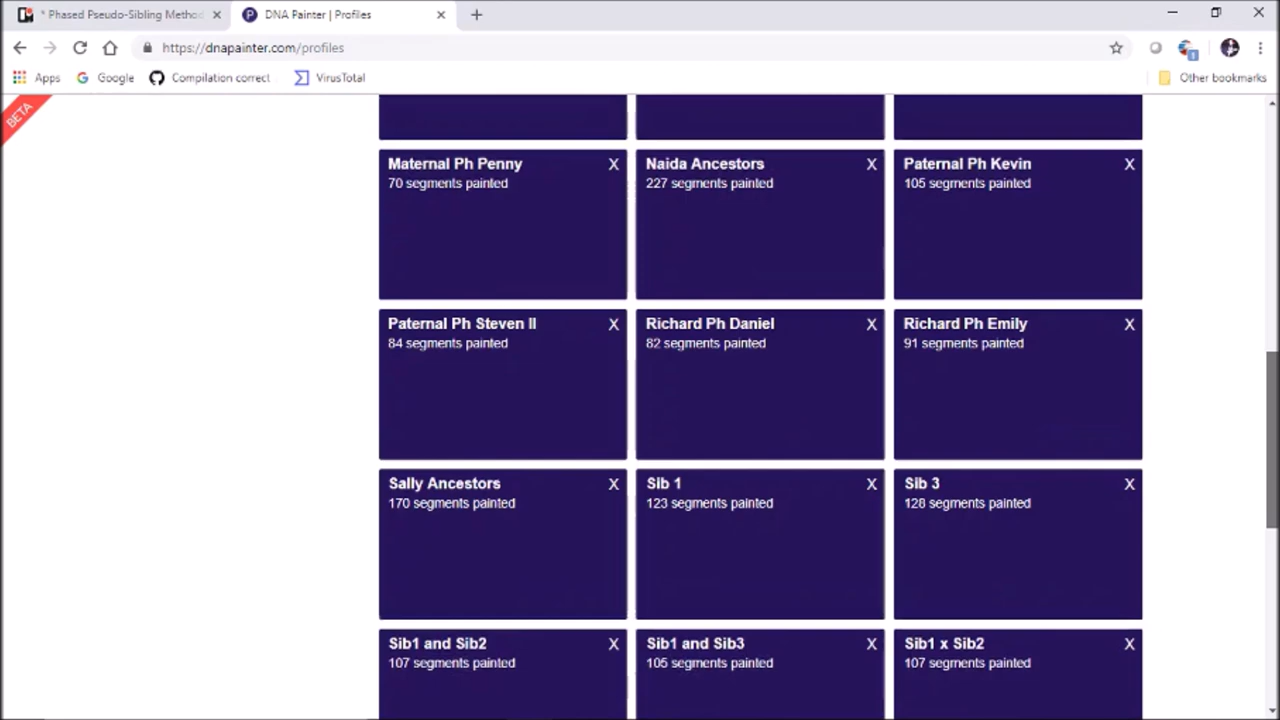 * Phased Pseudo-Sibling Metho
DNA Painter | Profiles
https://dnapainter.com/profiles
Apps
Google
Compilation correct
VirusTotal
Other bookmarks
BETA
Maternal Ph Penny X
70 segments painted
Naida Ancestors X
227 segments painted
Paternal Ph Kevin X
105 segments painted
Paternal Ph Steven II X
84 segments painted
Richard Ph Daniel X
82 segments painted
Richard Ph Emily X
91 segments painted
Sally Ancestors X
170 segments painted
Sib 1 X
123 segments painted
Sib 3 X
128 segments painted
Sib1 and Sib2 X
107 segments painted
Sib1 and Sib3 X
105 segments painted
Sib1 x Sib2 X
107 segments painted